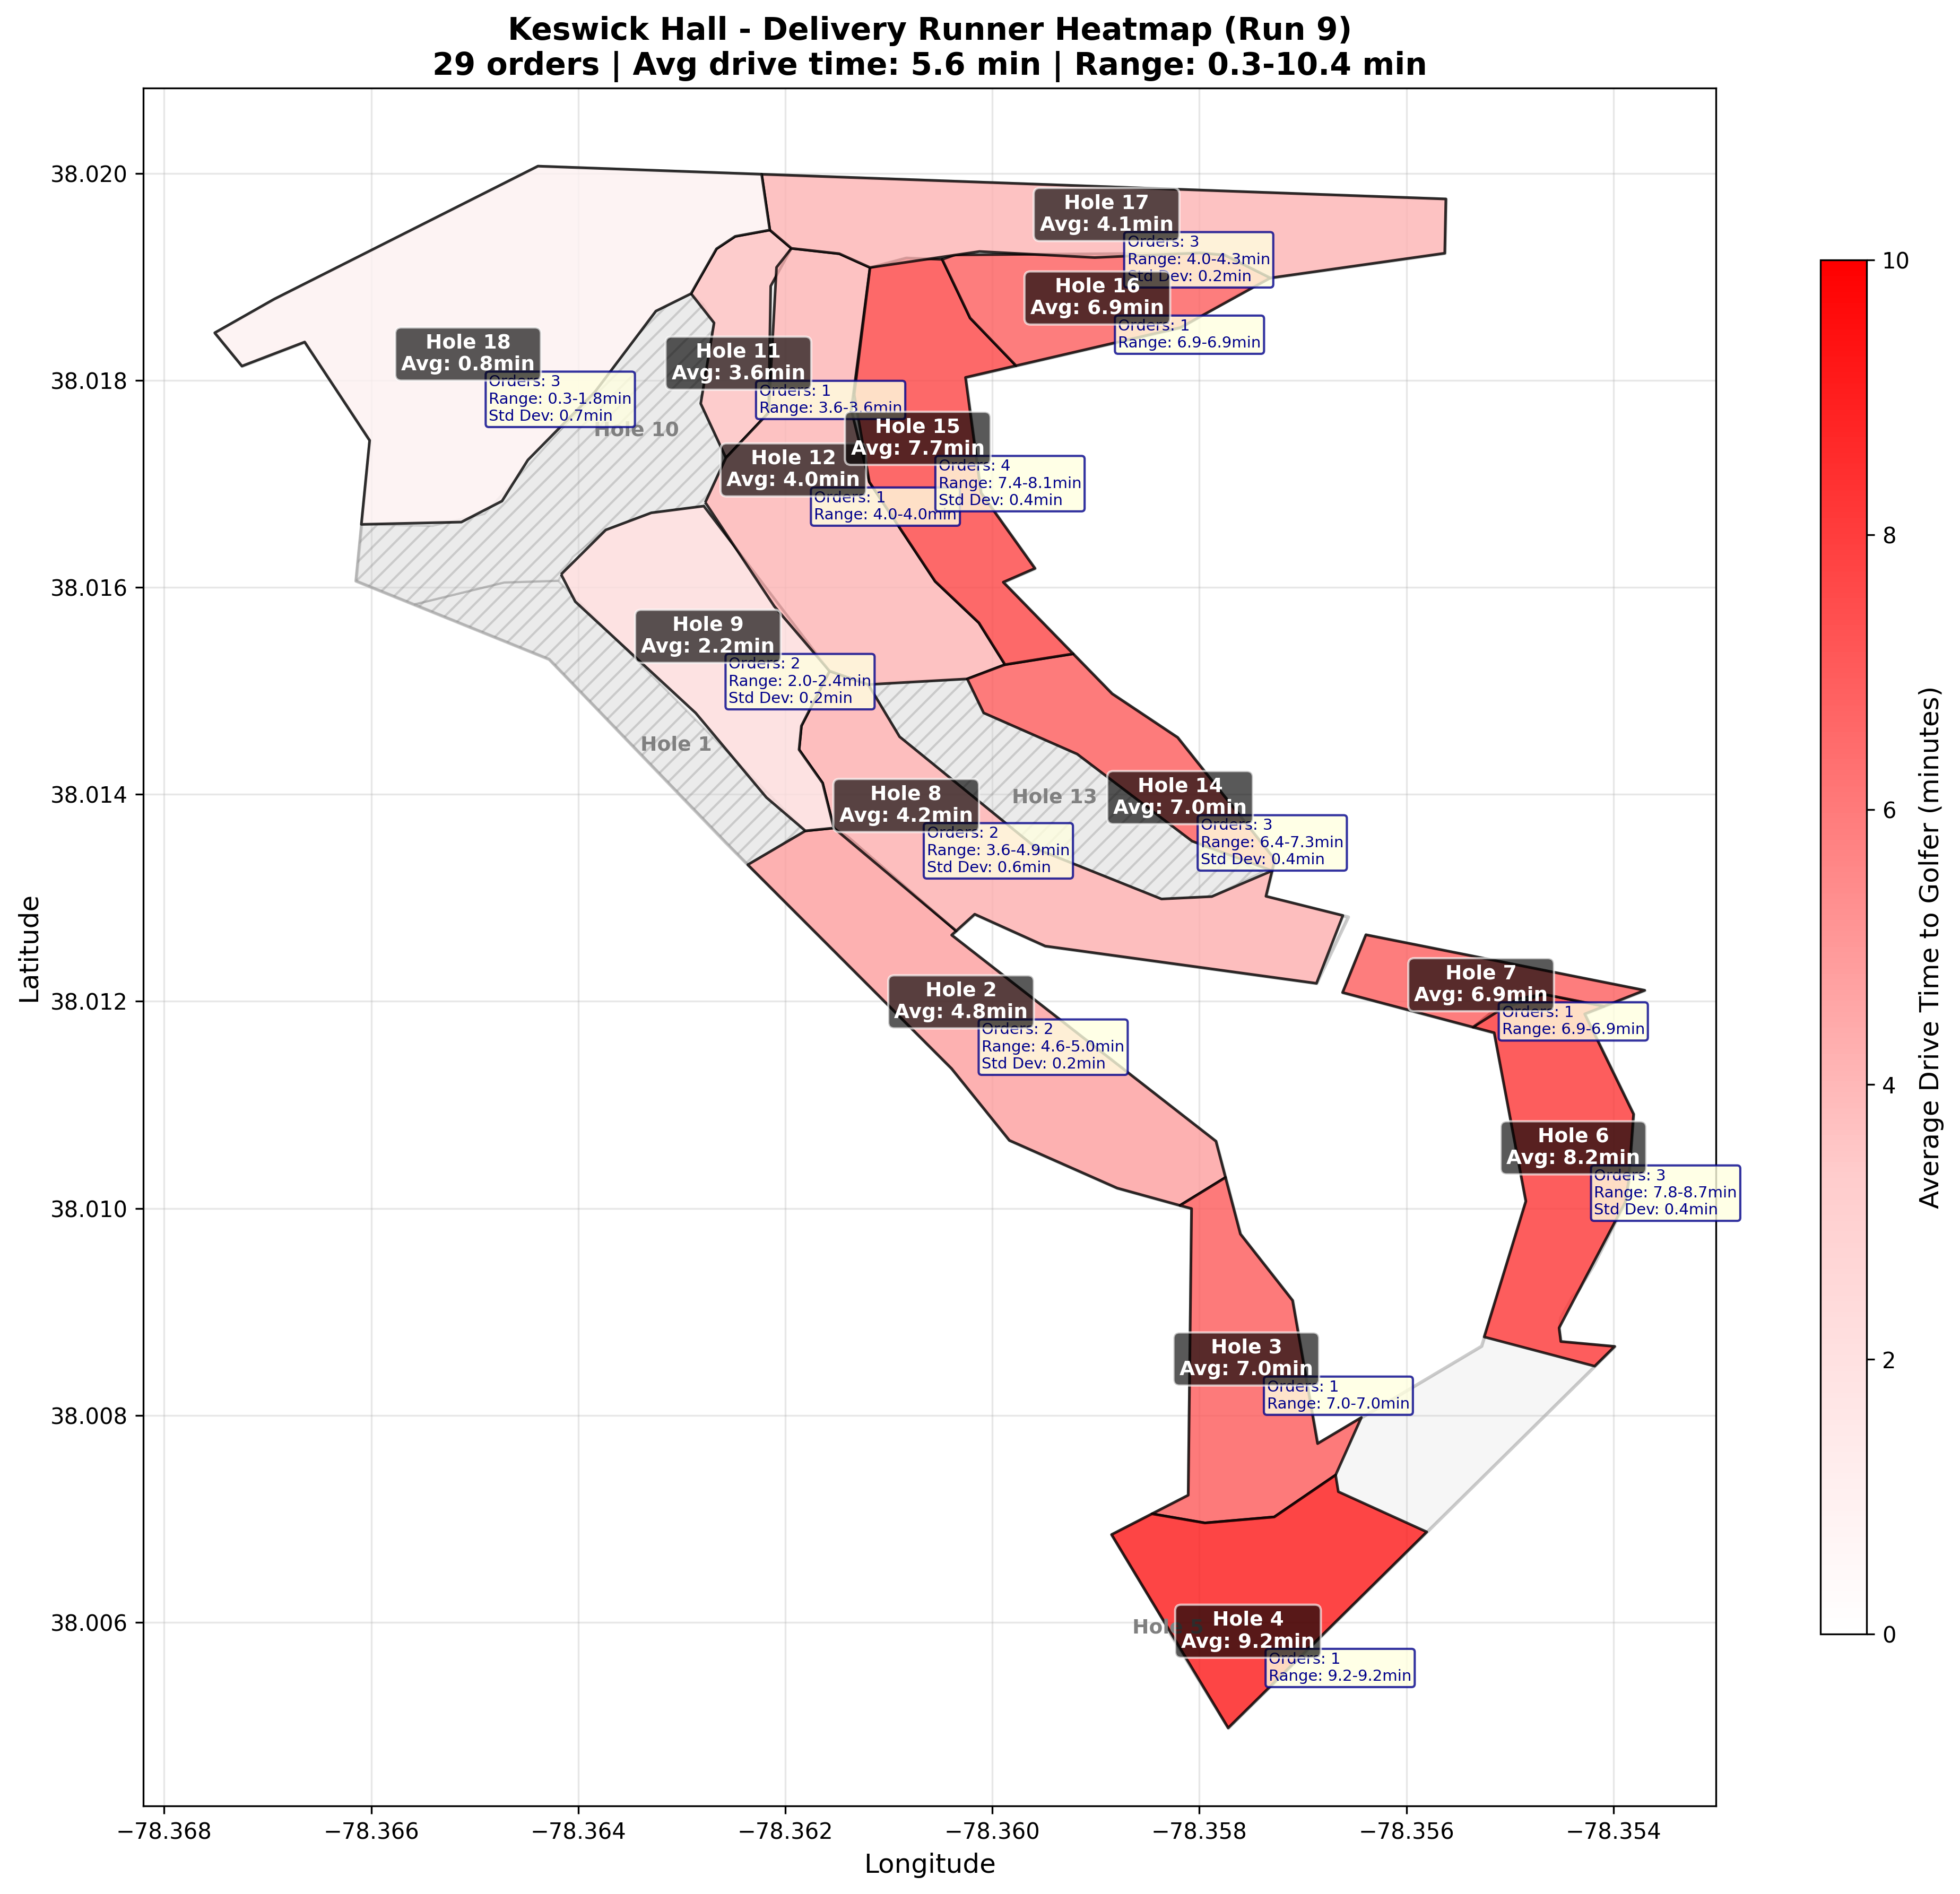 Keswick Hall - Delivery Runner Heatmap (Run 9)
29 orders | Avg drive time: 5.6 min | Range: 0.3-10.4 min
Latitude
38.020
38.018
38.016
38.014
38.012
38.010
38.008
38.006
Hole 17
Avg: 4.1min
Orders: 3
Range: 4.0-4.3min
Std Dev: 0.2min
Hole 16
Avg: 6.9min
Orders: 1
Range: 6.9-6.9min
Hole 18
Avg: 0.8min
Orders: 3
Range: 0.3-1.8min
Std Dev: 0.7min
Hole 10
Hole 11
Avg: 3.6min
Orders: 1
Range: 3.6-3.6min
Hole 15
Avg: 7.7min
Orders: 4
Range: 7.4-8.1min
Std Dev: 0.4min
Hole 12
Avg: 4.0min
Orders: 1
Range: 4.0-4.0min
Hole 9
Avg: 2.2min
Orders: 2
Range: 2.0-2.4min
Std Dev: 0.2min
Hole 1
Hole 8
Avg: 4.2min
Orders: 2
Range: 3.6-4.9min
Std Dev: 0.6min
Hole 13
Hole 14
Avg: 7.0min
Orders: 3
Range: 6.4-7.3min
Std Dev: 0.4min
Hole 2
Avg: 4.8min
Orders: 2
Range: 4.6-5.0min
Std Dev: 0.2min
Hole 7
Avg: 6.9min
Orders: 1
Range: 6.9-6.9min
Hole 6
Avg: 8.2min
Orders: 3
Range: 7.8-8.7min
Std Dev: 0.4min
Hole 3
Avg: 7.0min
Orders: 1
Range: 7.0-7.0min
Hole 4
Avg: 9.2min
Orders: 1
Range: 9.2-9.2min
−78.368
−78.366
−78.364
−78.362
−78.360
−78.358
−78.356
−78.354
Longitude
10
8
6
4
2
0
Average Drive Time to Golfer (minutes)